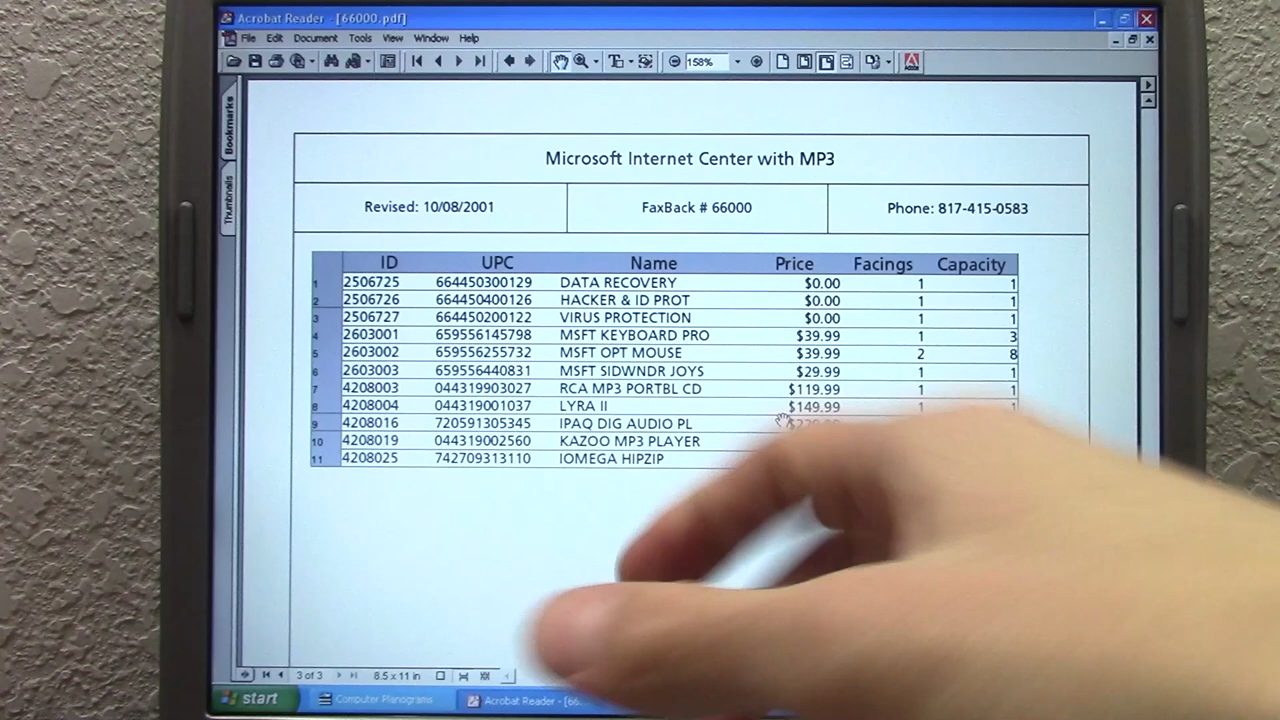 Acrobat Reader - [66000.pdf]
File Edit Document Tools View Window Help
158%
Bookmarks
Thumbnails
Microsoft Internet Center with MP3
Revised: 10/08/2001 FaxBack # 66000 Phone: 817-415-0583
ID UPC Name Price Facings Capacity
1 2506725 664450300129 DATA RECOVERY $0.00 1 1
2 2506726 664450400126 HACKER & ID PROT $0.00 1 1
3 2506727 664450200122 VIRUS PROTECTION $0.00 1 1
4 2603001 659556145798 MSFT KEYBOARD PRO $39.99 1 3
5 2603002 659556255732 MSFT OPT MOUSE $39.99 2 8
6 2603003 659556440831 MSFT SIDWNDR JOYS $29.99 1 1
7 4208003 044319903027 RCA MP3 PORTBL CD $119.99 1 1
8 4208004 044319001037 LYRA II $149.99 1 1
9 4208016 720591305345 IPAQ DIG AUDIO PL
10 4208019 044319002560 KAZOO MP3 PLAYER
11 4208025 742709313110 IOMEGA HIPZIP
3 of 3 8.5 x 11 in
start Computer Planograms Acrobat Reader - [66...